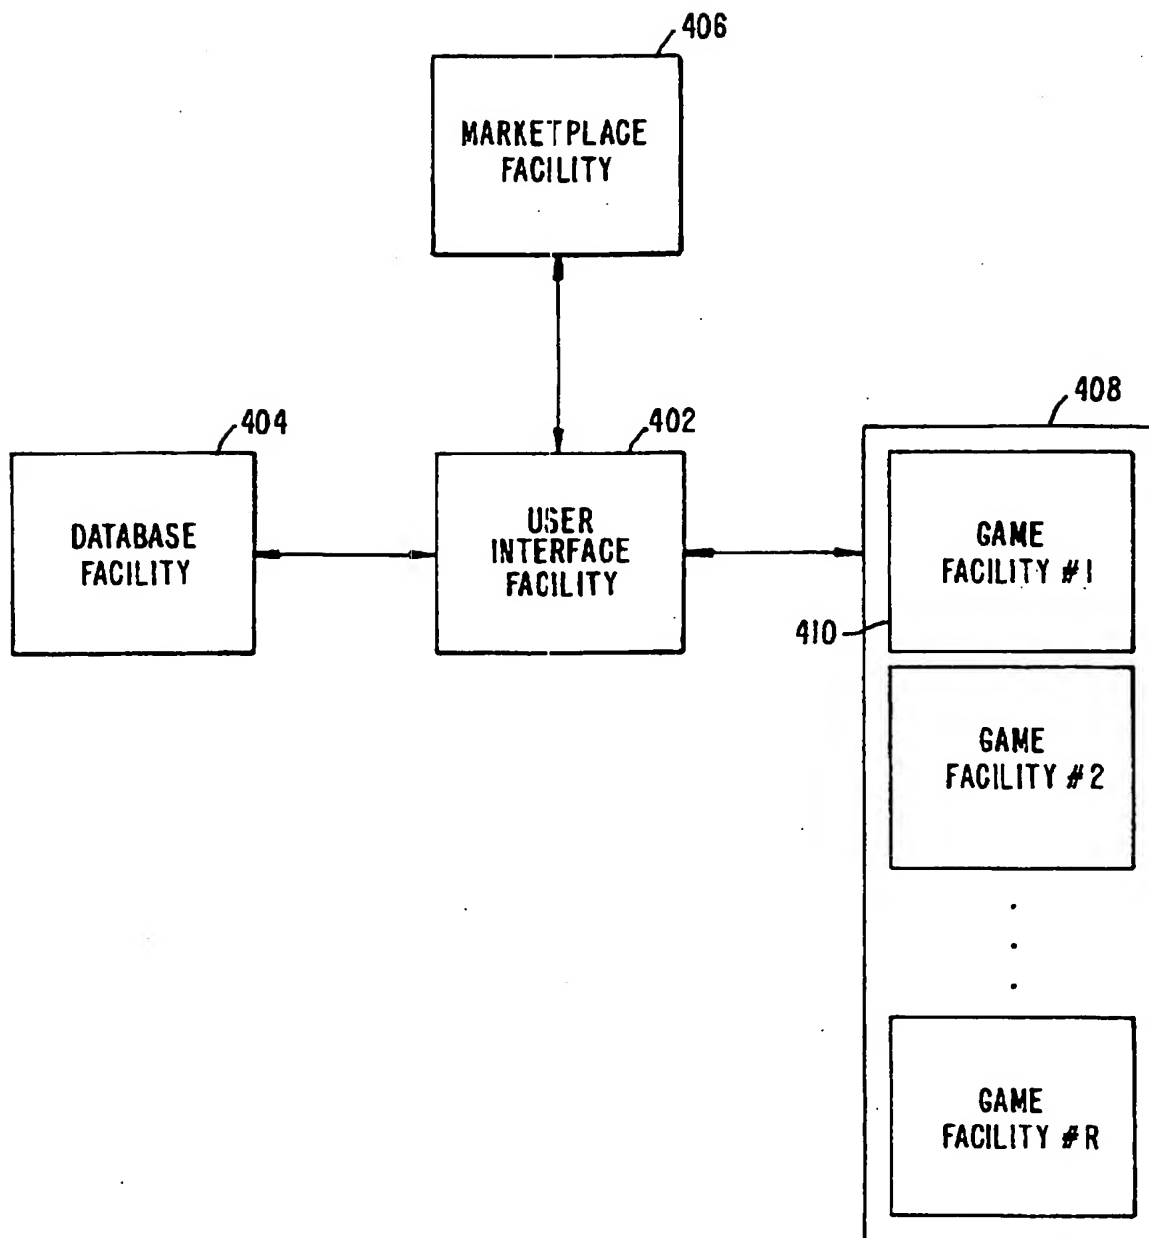 406
MARKETPLACE
FACILITY
404
DATABASE
FACILITY
402
USER
INTERFACE
FACILITY
408
GAME
FACILITY #1
410
GAME
FACILITY #2
GAME
FACILITY #R